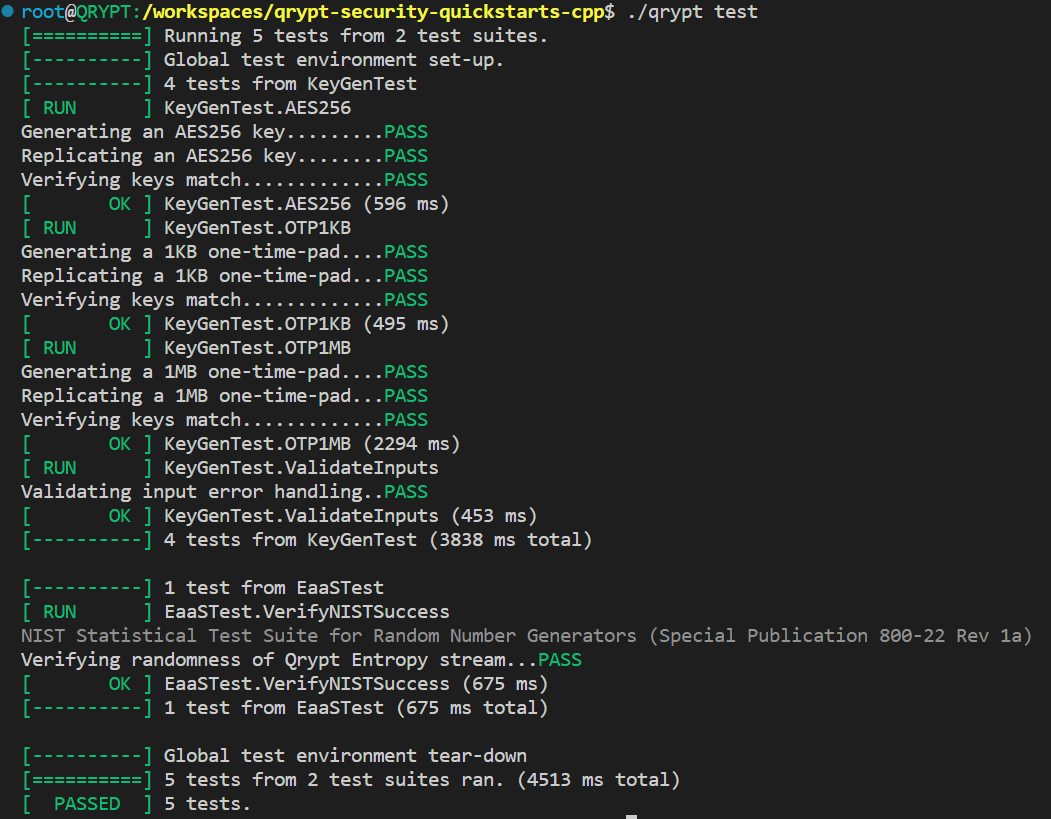 root@QRYPT:/workspaces/qrypt-security-quickstarts-cpp$ ./qrypt test
[==========] Running 5 tests from 2 test suites.
[----------] Global test environment set-up.
[----------] 4 tests from KeyGenTest
[ RUN      ] KeyGenTest.AES256
Generating an AES256 key.........PASS
Replicating an AES256 key........PASS
Verifying keys match.............PASS
[       OK ] KeyGenTest.AES256 (596 ms)
[ RUN      ] KeyGenTest.OTP1KB
Generating a 1KB one-time-pad....PASS
Replicating a 1KB one-time-pad...PASS
Verifying keys match.............PASS
[       OK ] KeyGenTest.OTP1KB (495 ms)
[ RUN      ] KeyGenTest.OTP1MB
Generating a 1MB one-time-pad....PASS
Replicating a 1MB one-time-pad...PASS
Verifying keys match.............PASS
[       OK ] KeyGenTest.OTP1MB (2294 ms)
[ RUN      ] KeyGenTest.ValidateInputs
Validating input error handling..PASS
[       OK ] KeyGenTest.ValidateInputs (453 ms)
[----------] 4 tests from KeyGenTest (3838 ms total)

[----------] 1 test from EaaSTest
[ RUN      ] EaaSTest.VerifyNISTSuccess
NIST Statistical Test Suite for Random Number Generators (Special Publication 800-22 Rev 1a)
Verifying randomness of Qrypt Entropy stream...PASS
[       OK ] EaaSTest.VerifyNISTSuccess (675 ms)
[----------] 1 test from EaaSTest (675 ms total)

[----------] Global test environment tear-down
[==========] 5 tests from 2 test suites ran. (4513 ms total)
[  PASSED  ] 5 tests.